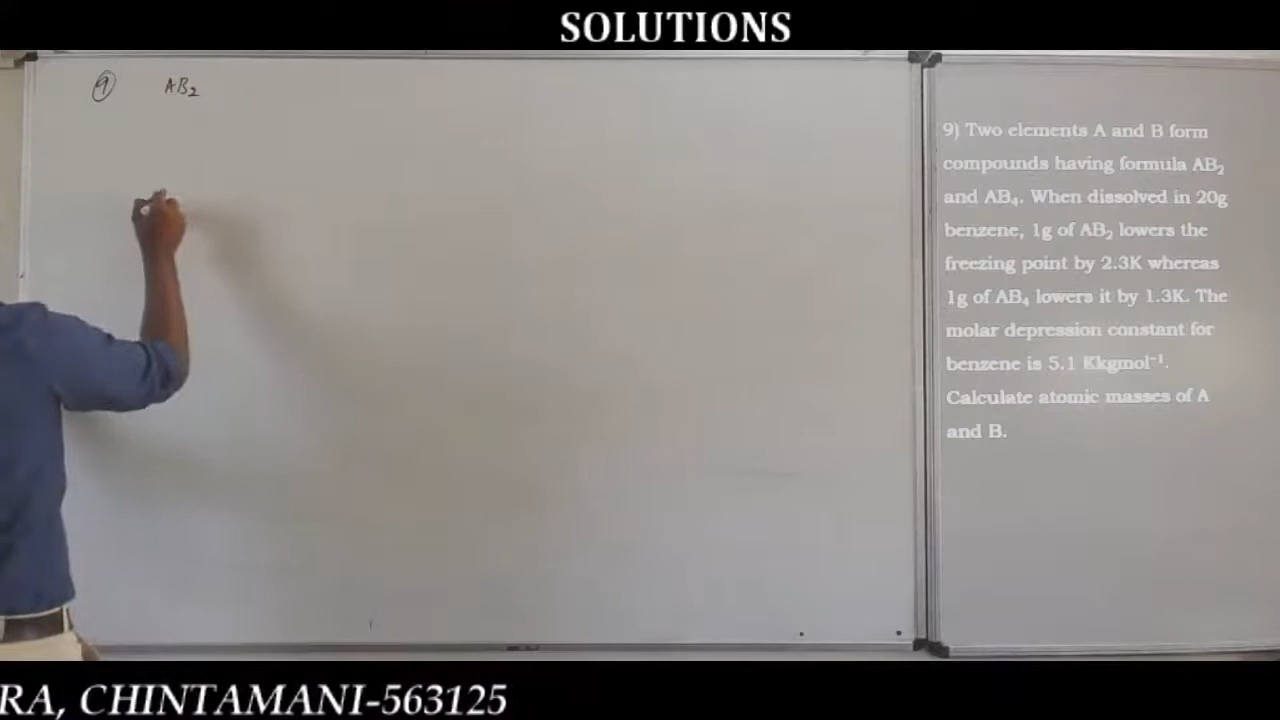 SOLUTIONS
9 AB₂
9) Two elements A and B form
compounds having formula AB₂
and AB₄. When dissolved in 20g
benzene, 1g of AB₂ lowers the
freezing point by 2.3K whereas
1g of AB₄ lowers it by 1.3K. The
molar depression constant for
benzene is 5.1 Kkgmol⁻¹.
Calculate atomic masses of A
and B.
RA, CHINTAMANI-563125